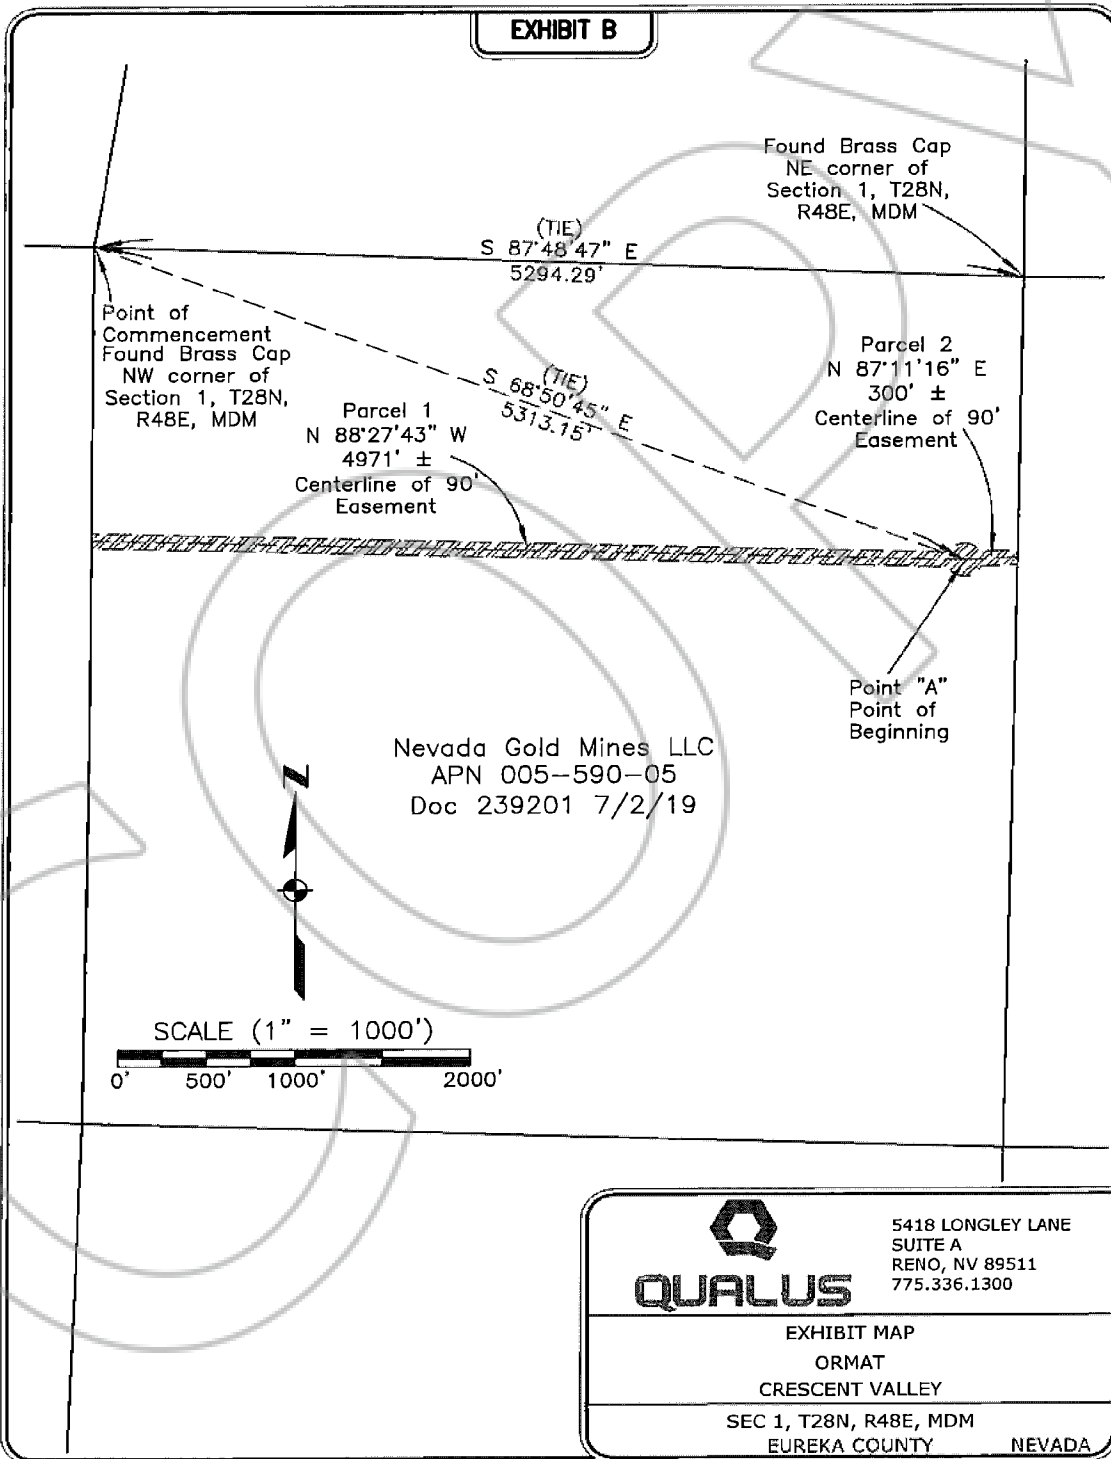 EXHIBIT B
Found Brass Cap
NE corner of
Section 1, T28N,
R48E, MDM
(TIE)
S 87°48'47" E
5294.29'
Point of
Commencement
Found Brass Cap
NW corner of
Section 1, T28N,
R48E, MDM
(TIE)
S 68°50'45" E
5313.15'
Parcel 2
N 87°11'16" E
300' ±
Centerline of 90'
Easement
Parcel 1
N 88°27'43" W
4971' ±
Centerline of 90'
Easement
Point "A"
Point of
Beginning
Nevada Gold Mines LLC
APN 005-590-05
Doc 239201 7/2/19
N
SCALE (1" = 1000')
0' 500' 1000' 2000'
QUALUS
5418 LONGLEY LANE
SUITE A
RENO, NV 89511
775.336.1300
EXHIBIT MAP
ORMAT
CRESCENT VALLEY
SEC 1, T28N, R48E, MDM
EUREKA COUNTY NEVADA
COPY